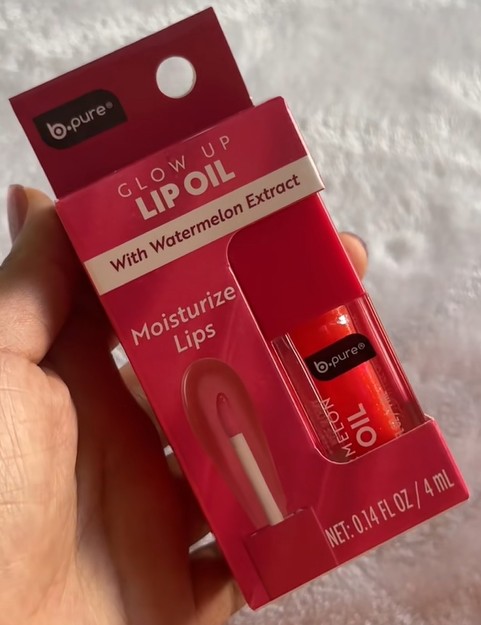 b.pure®
GLOW UP
LIP OIL
With Watermelon Extract
Moisturize
Lips
b.pure®
MELON
OIL
NET: 0.14 FL OZ / 4 mL